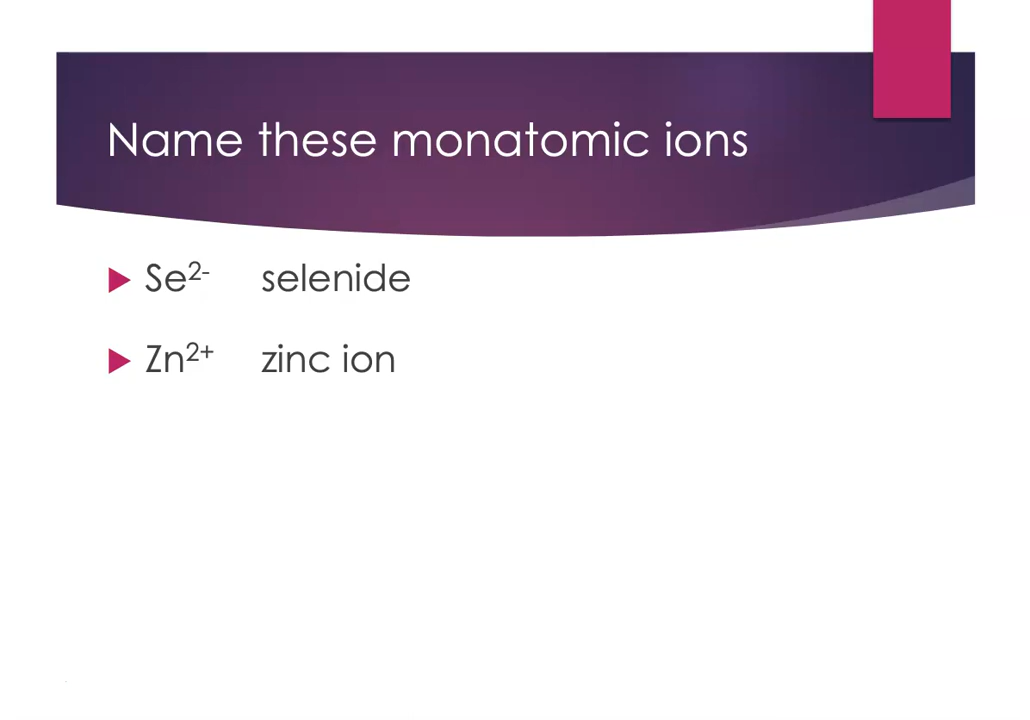 Name these monatomic ions
Se²⁻ selenide
Zn²⁺ zinc ion